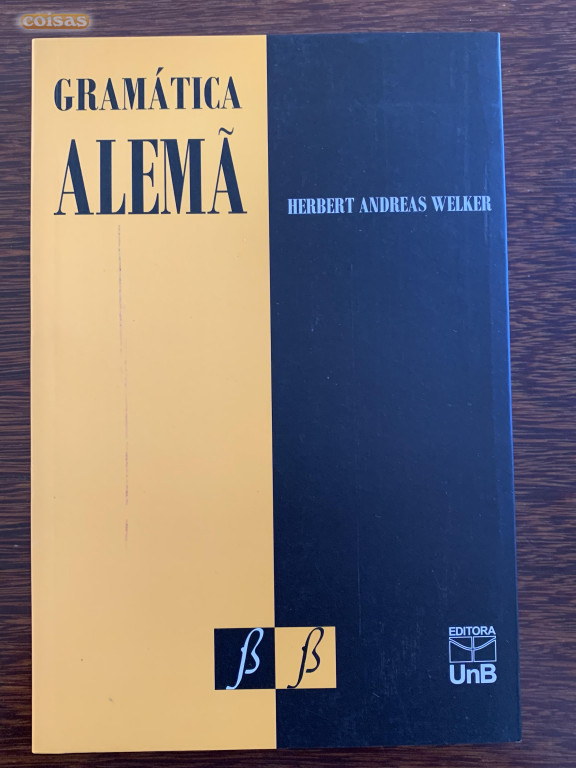 coisas
GRAMÁTICA
ALEMÃ
HERBERT ANDREAS WELKER
ß ß
EDITORA
UnB